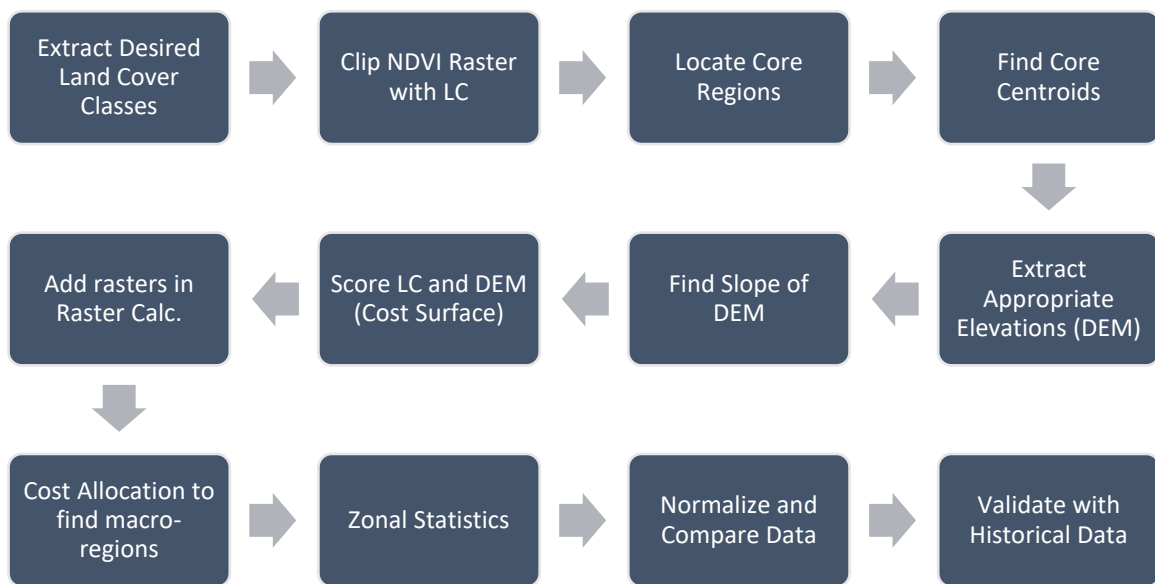 Extract Desired
Land Cover
Classes
Clip NDVI Raster
with LC
Locate Core
Regions
Find Core
Centroids
Extract
Appropriate
Elevations (DEM)
Find Slope of
DEM
Score LC and DEM
(Cost Surface)
Add rasters in
Raster Calc.
Cost Allocation to
find macro-
regions
Zonal Statistics
Normalize and
Compare Data
Validate with
Historical Data